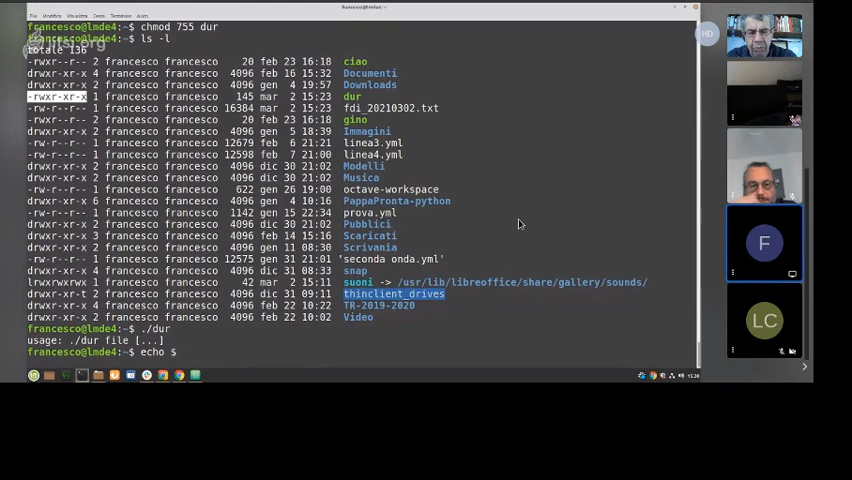 File Modifica Visualizza Cerca Terminale Aiuto
francesco@lmde4:~
francesco@lmde4:~$ chmod 755 dur
francesco@lmde4:~$ ls -l
jitsi.org
totale 136
-rwxr--r-- 2 francesco francesco 20 feb 23 16:18 ciao
drwxr-xr-x 4 francesco francesco 4096 feb 16 15:32 Documenti
drwxr-xr-x 2 francesco francesco 4096 gen 4 19:57 Downloads
-rwxr-xr-x 1 francesco francesco 145 mar 2 15:23 dur
-rw-r--r-- 1 francesco francesco 16384 mar 2 15:23 fdi_20210302.txt
-rwxr--r-- 2 francesco francesco 20 feb 23 16:18 gino
drwxr-xr-x 2 francesco francesco 4096 gen 5 18:39 Immagini
-rw-r--r-- 1 francesco francesco 12679 feb 6 21:21 linea3.yml
-rw-r--r-- 1 francesco francesco 12598 feb 7 21:00 linea4.yml
drwxr-xr-x 2 francesco francesco 4096 dic 30 21:02 Modelli
drwxr-xr-x 2 francesco francesco 4096 dic 30 21:02 Musica
-rw-r--r-- 1 francesco francesco 622 gen 26 19:00 octave-workspace
drwxr-xr-x 6 francesco francesco 4096 gen 4 10:16 PappaPronta-python
-rw-r--r-- 1 francesco francesco 1142 gen 15 22:34 prova.yml
drwxr-xr-x 2 francesco francesco 4096 dic 30 21:02 Pubblici
drwxr-xr-x 3 francesco francesco 4096 feb 14 15:16 Scaricati
drwxr-xr-x 2 francesco francesco 4096 gen 11 08:30 Scrivania
-rw-r--r-- 1 francesco francesco 12575 gen 31 21:01 'seconda onda.yml'
drwxr-xr-x 4 francesco francesco 4096 dic 31 08:33 snap
lrwxrwxrwx 1 francesco francesco 42 mar 2 15:11 suoni -> /usr/lib/libreoffice/share/gallery/sounds/
drwxr-xr-t 2 francesco francesco 4096 dic 31 09:11 thinclient_drives
drwxr-xr-x 4 francesco francesco 4096 feb 22 10:22 TR-2019-2020
drwxr-xr-x 2 francesco francesco 4096 feb 22 10:02 Video
francesco@lmde4:~$ ./dur
usage: ./dur file [...]
francesco@lmde4:~$ echo $
HD
F
LC